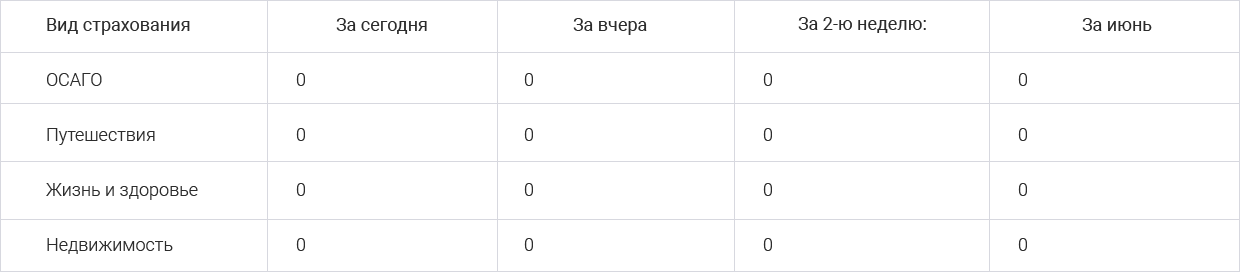 Вид страхования За сегодня За вчера За 2-ю неделю: За июнь
ОСАГО 0 0 0 0
Путешествия 0 0 0 0
Жизнь и здоровье 0 0 0 0
Недвижимость 0 0 0 0